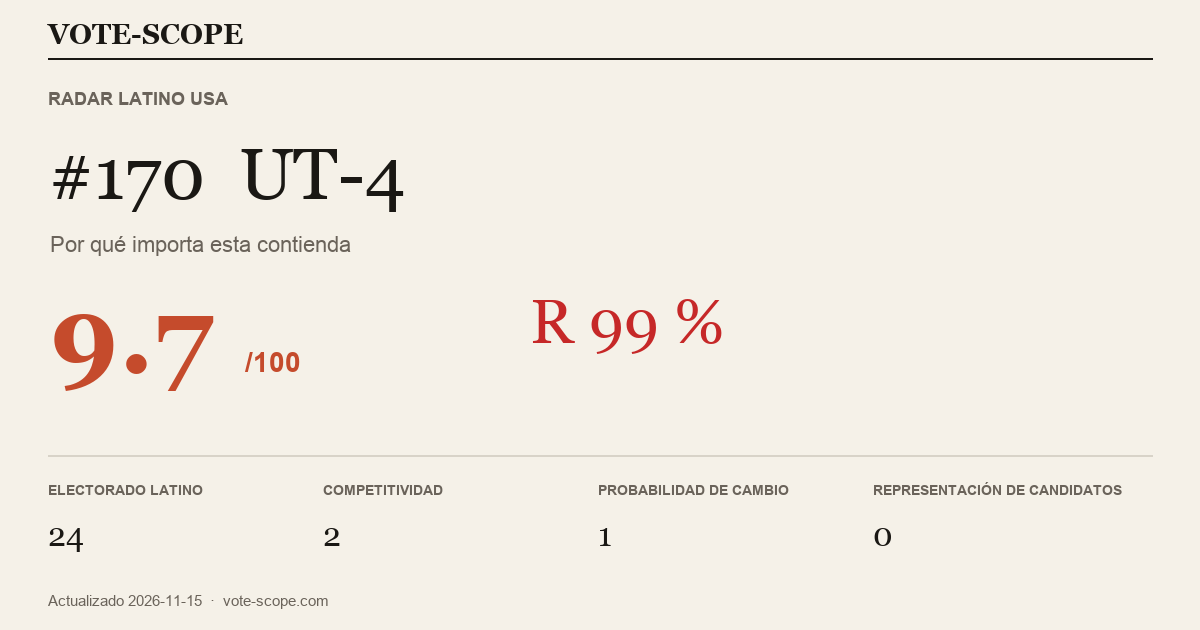 VOTE-SCOPE
RADAR LATINO USA
#170 UT-4
Por qué importa esta contienda
9.7 /100
R 99 %
ELECTORADO LATINO
COMPETITIVIDAD
PROBABILIDAD DE CAMBIO
REPRESENTACIÓN DE CANDIDATOS
24
2
1
0
Actualizado 2026-11-15 · vote-scope.com